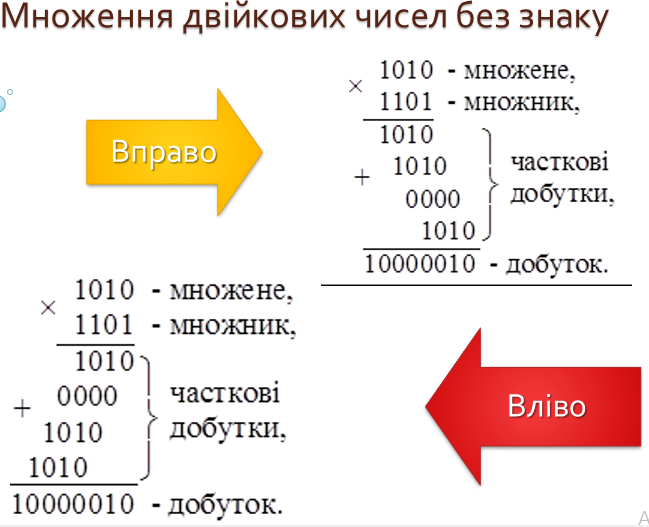 Множення двійкових чисел без знаку
Вправо
× 1010 - множене,
1101 - множник,
1010
+ 1010
0000
1010
часткові
добутки,
10000010 - добуток.
× 1010 - множене,
1101 - множник,
1010
+ 0000
1010
1010
часткові
добутки,
10000010 - добуток.
Вліво